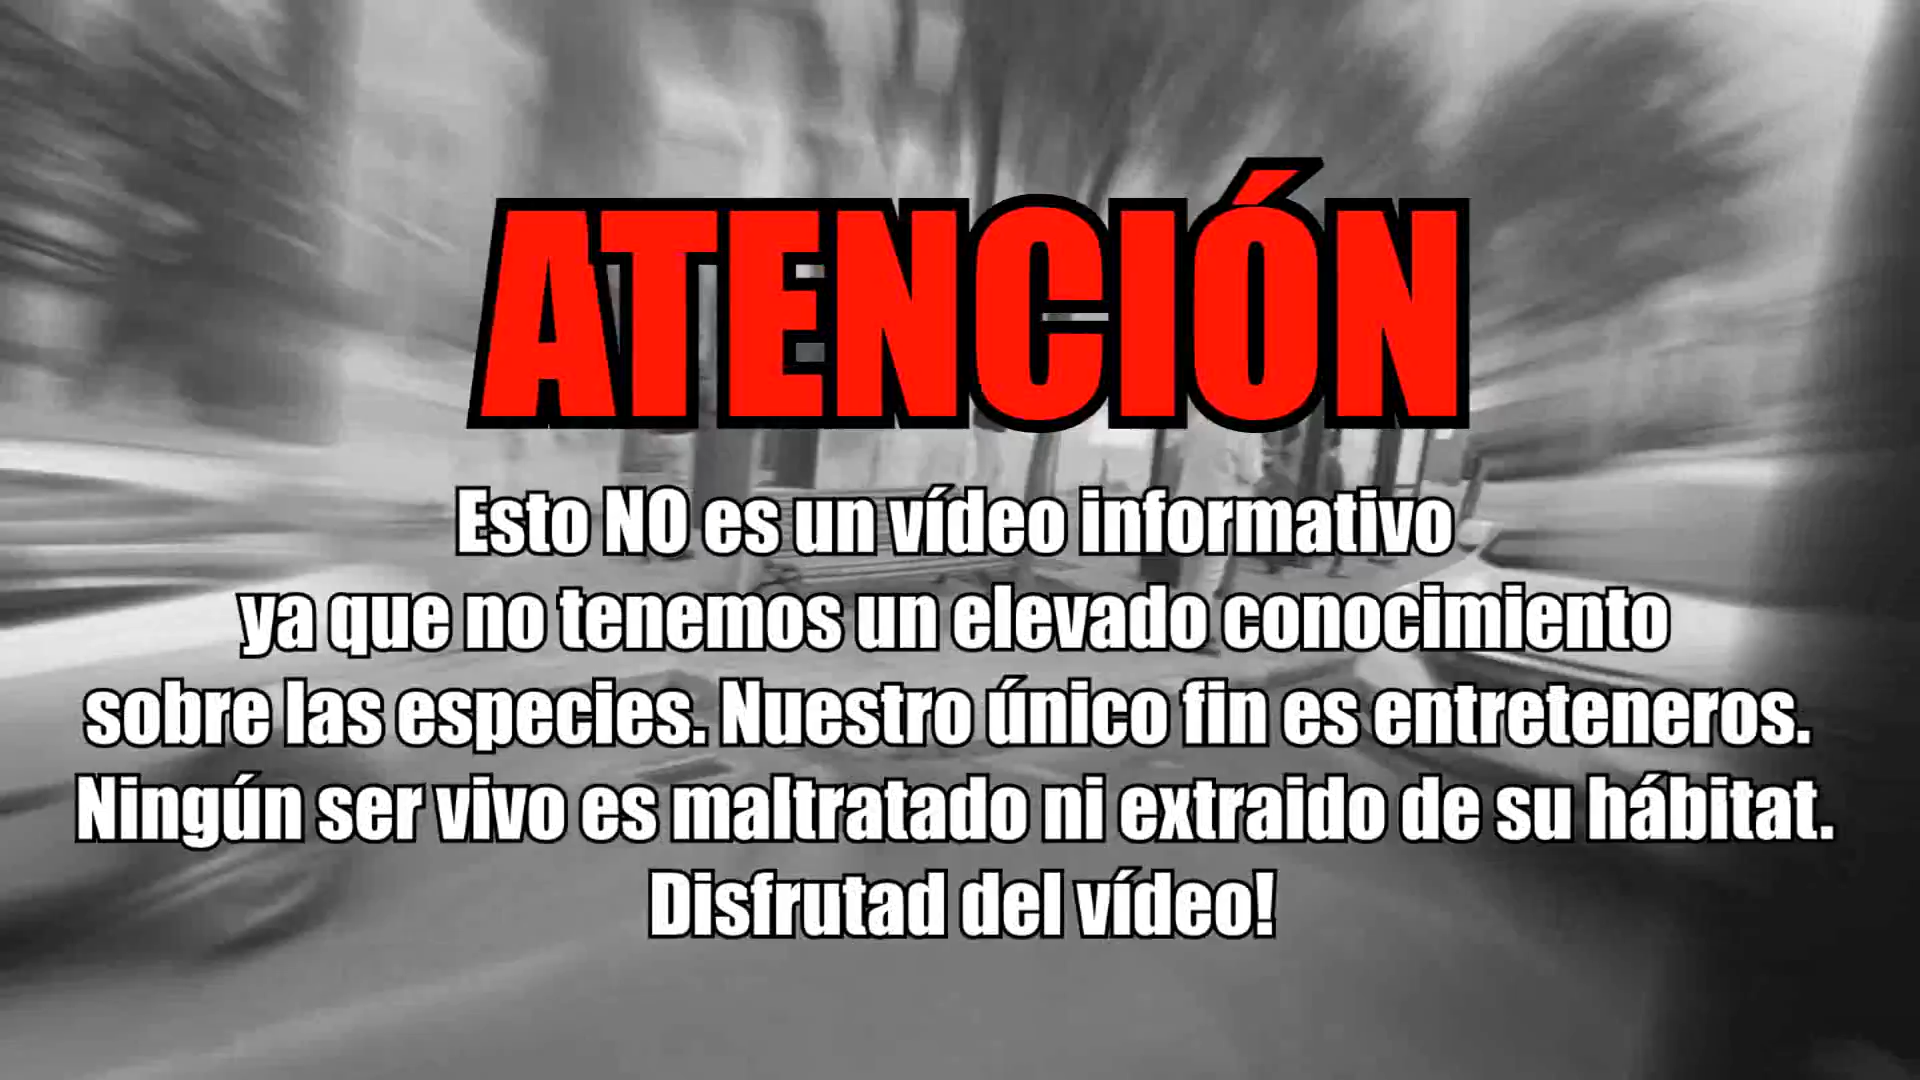 ATENCIÓN
Esto NO es un vídeo informativo
ya que no tenemos un elevado conocimiento
sobre las especies. Nuestro único fin es entreteneros.
Ningún ser vivo es maltratado ni extraido de su hábitat.
Disfrutad del vídeo!